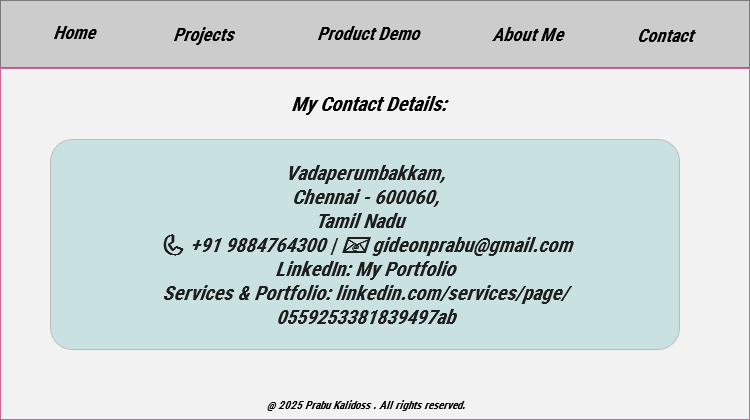 Home Projects Product Demo About Me Contact
My Contact Details:
Vadaperumbakkam,
Chennai - 600060,
Tamil Nadu
+91 9884764300 | gideonprabu@gmail.com
LinkedIn: My Portfolio
Services & Portfolio: linkedin.com/services/page/
0559253381839497ab
@ 2025 Prabu Kalidoss . All rights reserved.